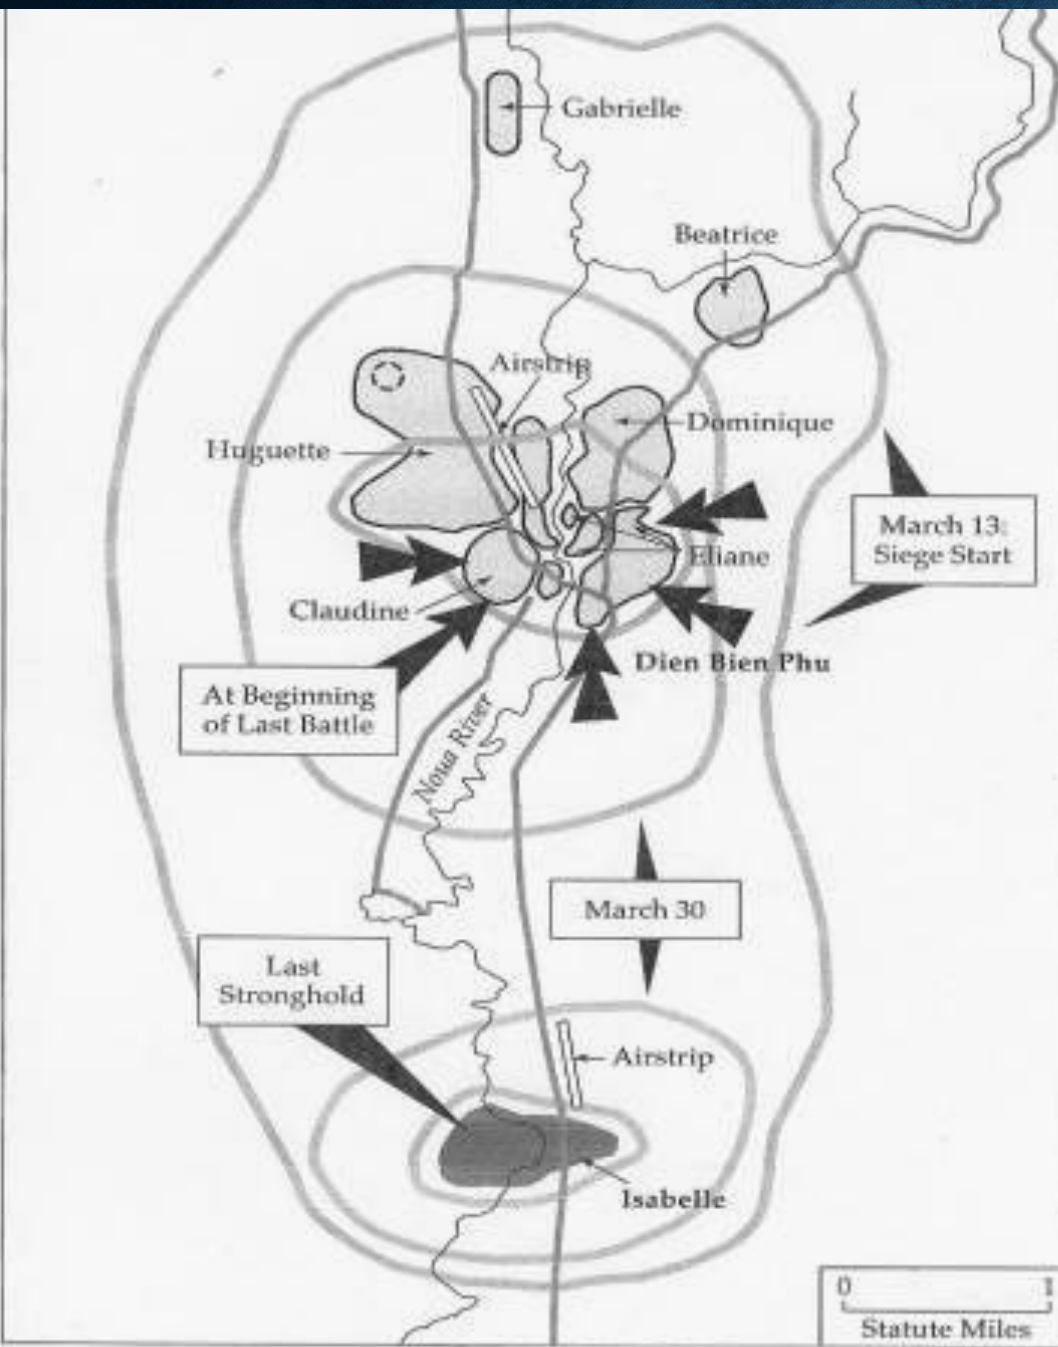 Gabrielle
Beatrice
Airstrip
Dominique
Huguette
March 13:
Siege Start
Eliane
Claudine
Dien Bien Phu
At Beginning
of Last Battle
Noua River
March 30
Last
Stronghold
Airstrip
Isabelle
0 1
Statute Miles